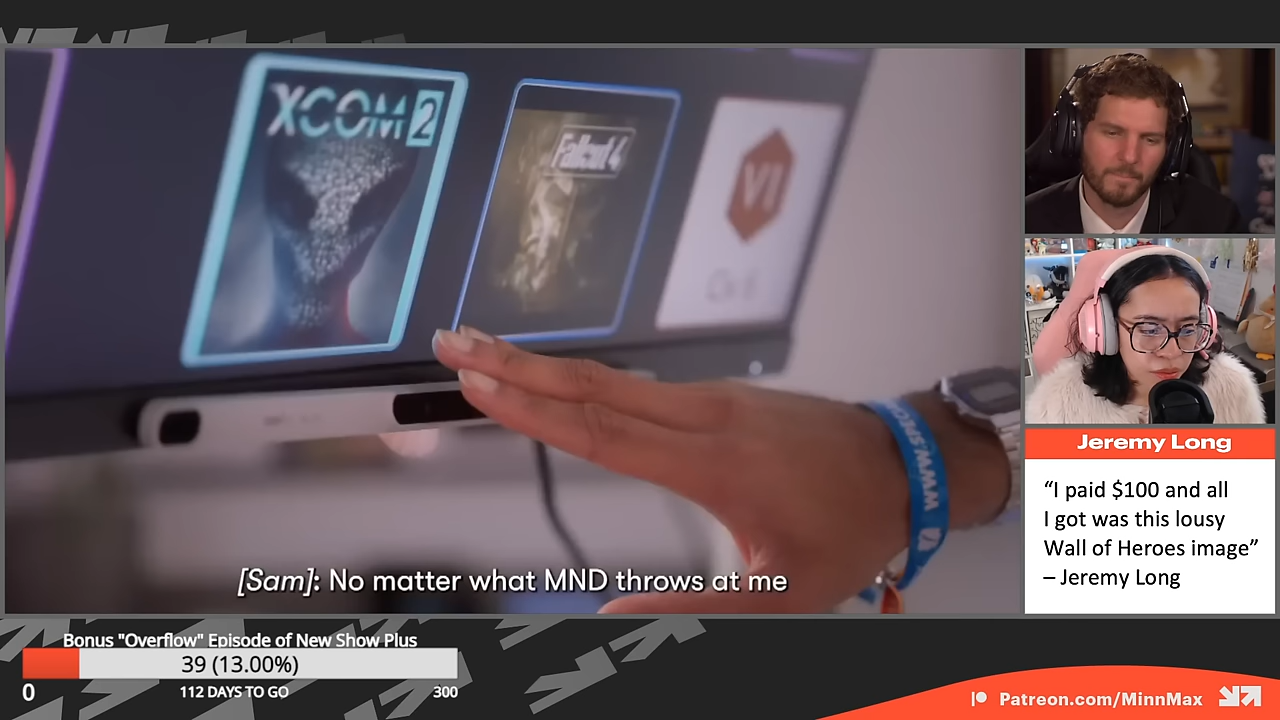 XCOM 2
Fallout 4
VI
WWW.SPECI
[Sam]: No matter what MND throws at me
Jeremy Long
“I paid $100 and all
I got was this lousy
Wall of Heroes image”
– Jeremy Long
Bonus "Overflow" Episode of New Show Plus
39 (13.00%)
0
112 DAYS TO GO
300
Patreon.com/MinnMax